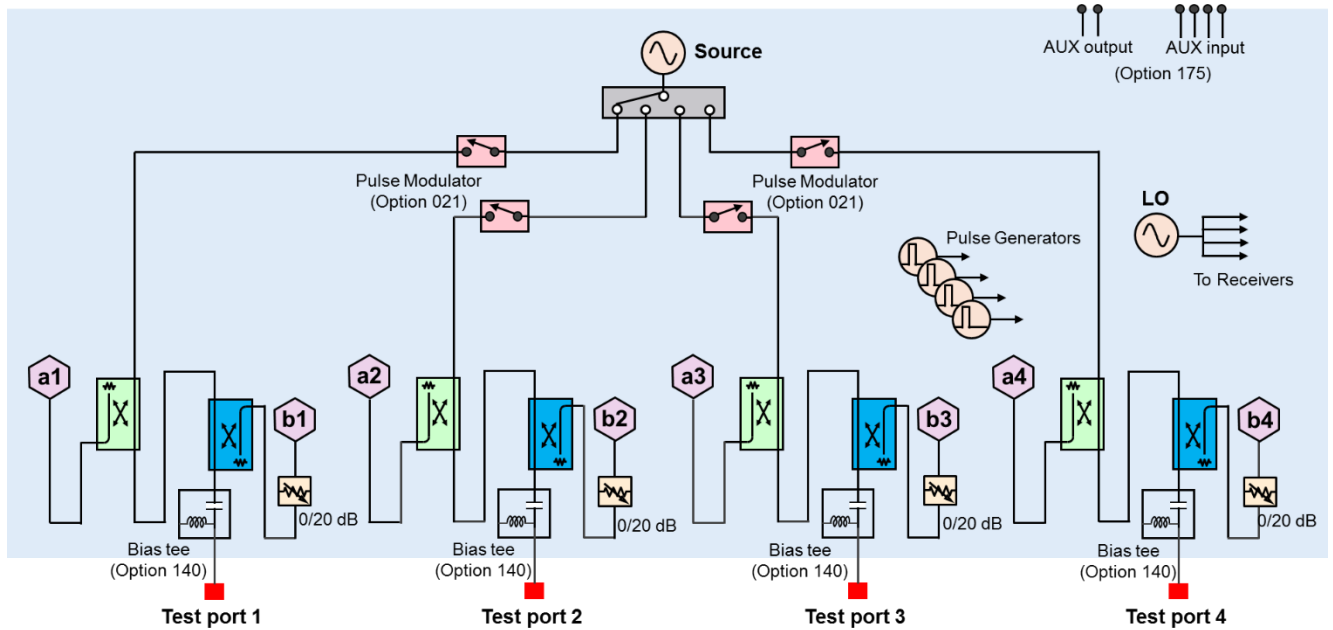 Source
AUX output
AUX input
(Option 175)
Pulse Modulator
(Option 021)
Pulse Modulator
(Option 021)
LO
To Receivers
Pulse Generators
a1
b1
a2
b2
a3
b3
a4
b4
0/20 dB
0/20 dB
0/20 dB
0/20 dB
Bias tee
(Option 140)
Bias tee
(Option 140)
Bias tee
(Option 140)
Bias tee
(Option 140)
Test port 1
Test port 2
Test port 3
Test port 4